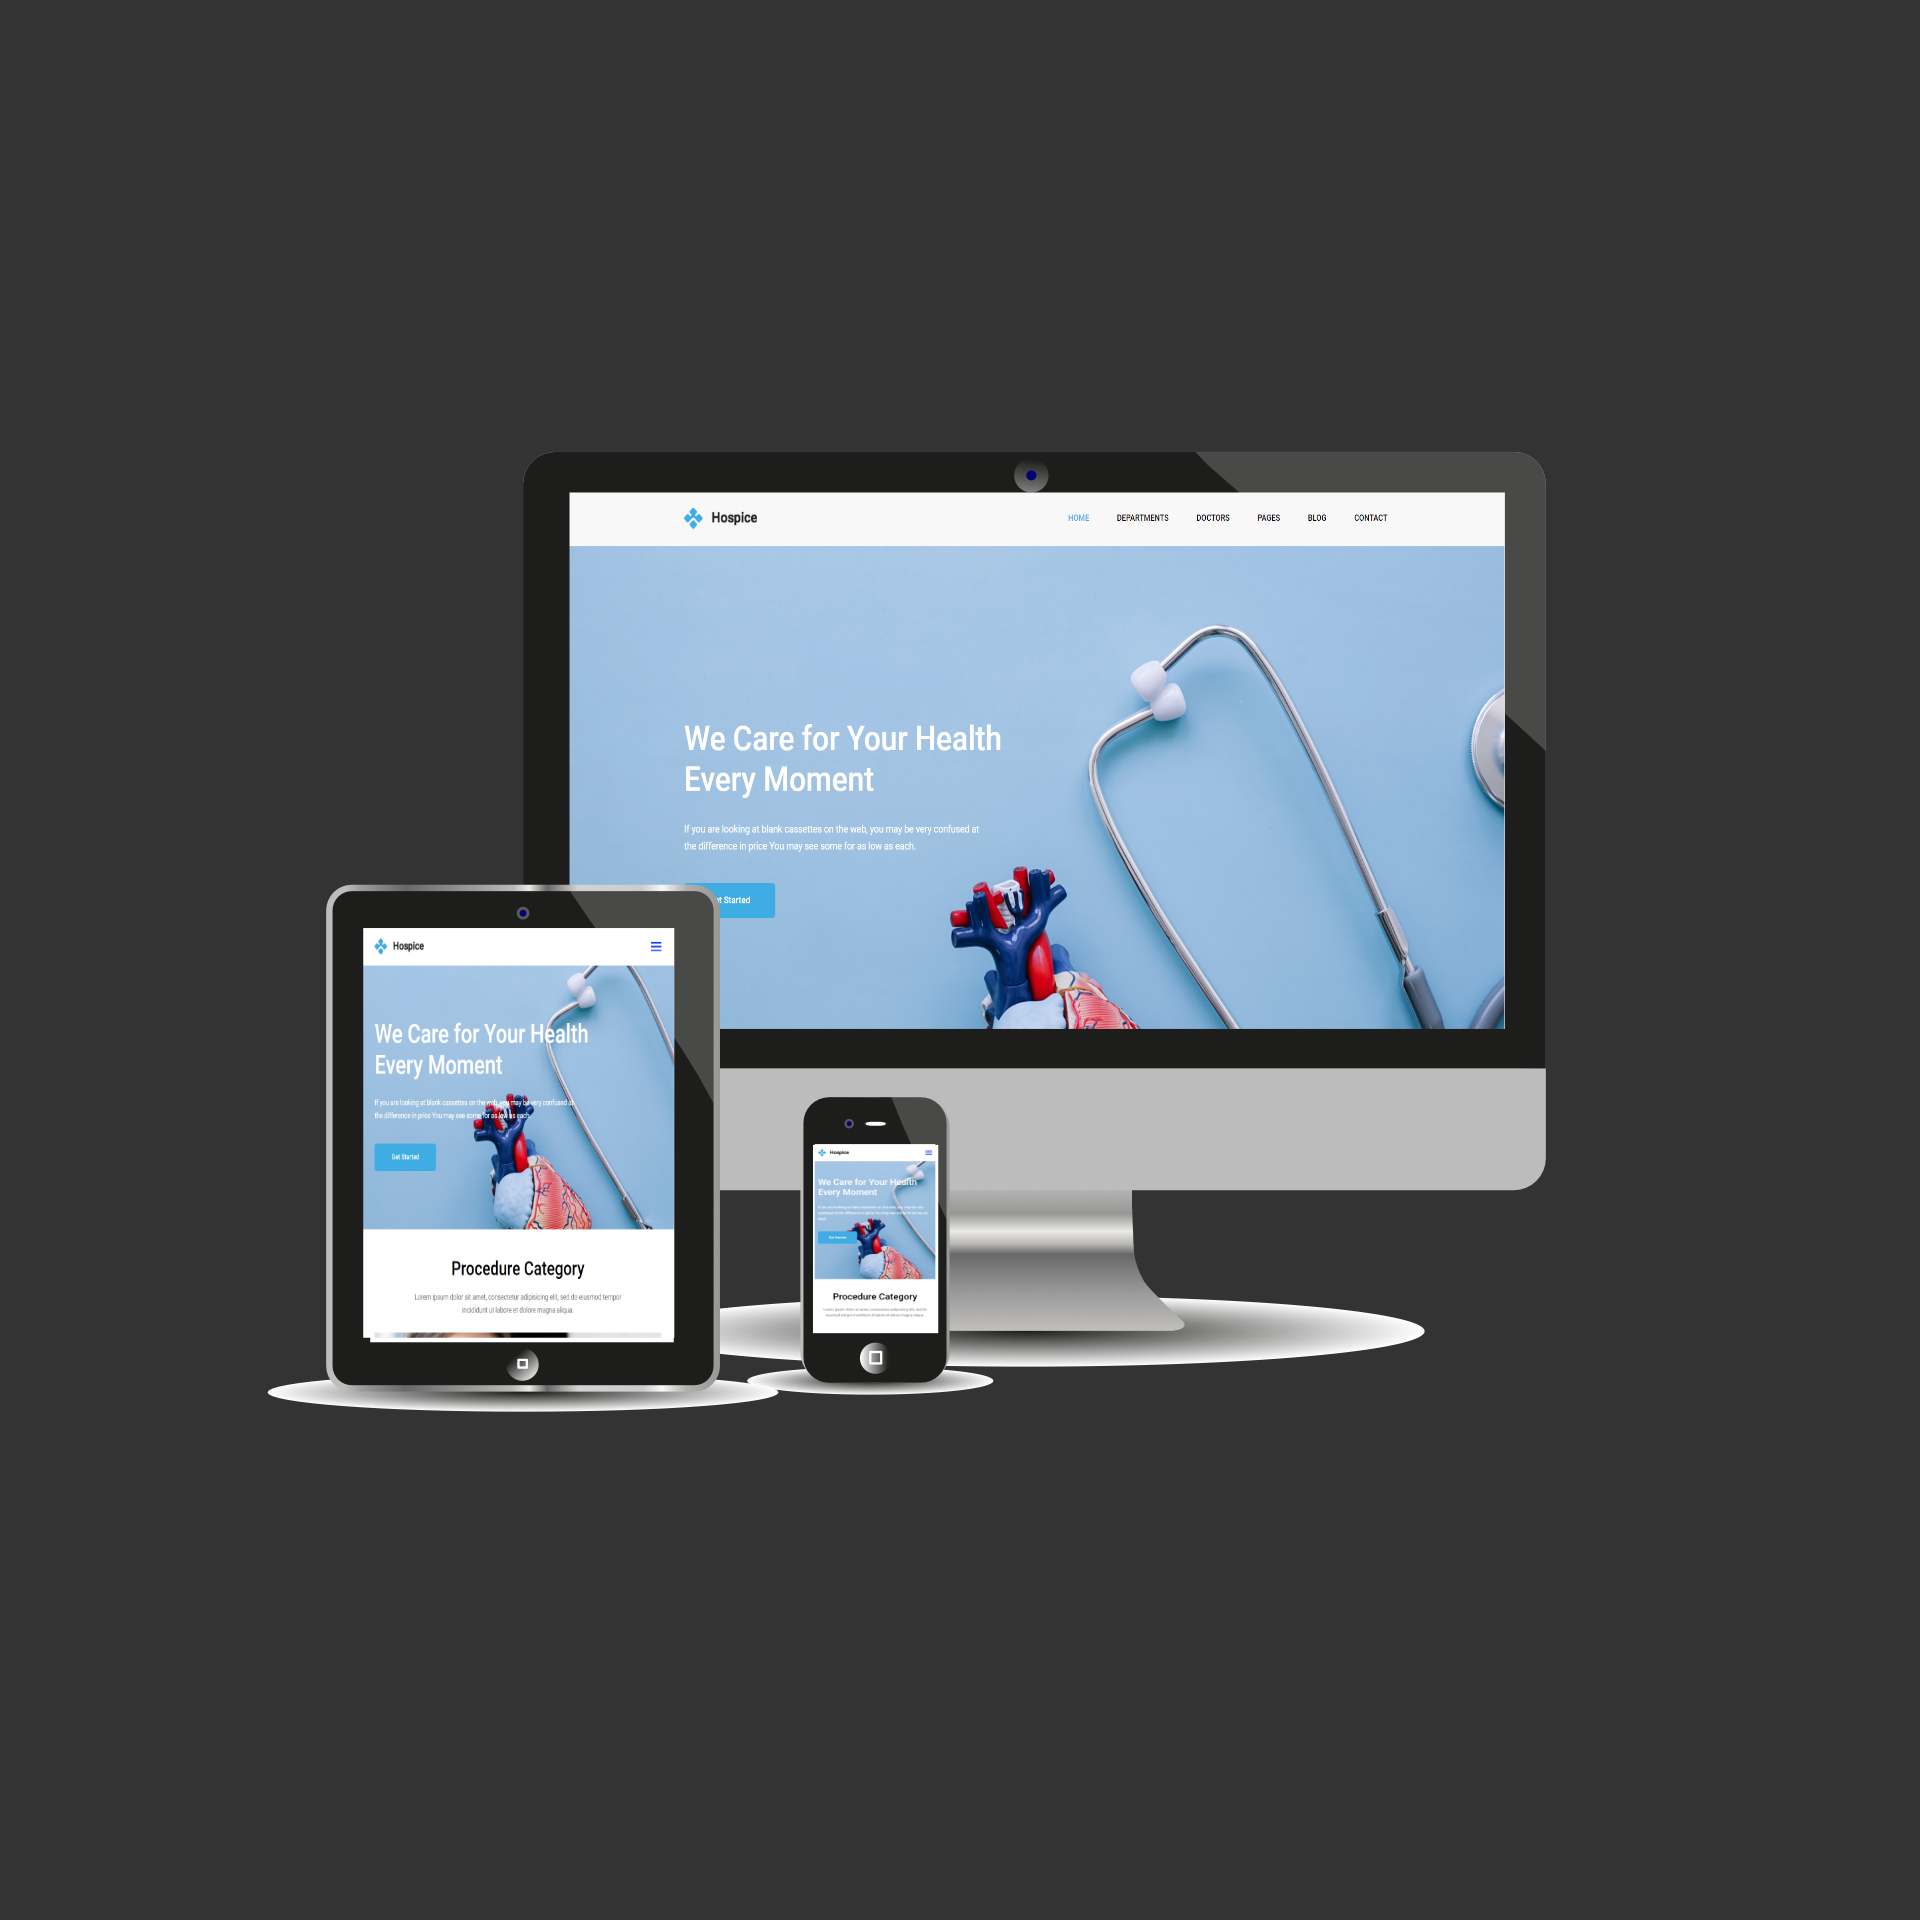 Hospice
HOME DEPARTMENTS DOCTORS PAGES BLOG CONTACT
We Care for Your Health
Every Moment
If you are looking at blank cassettes on the web, you may be very confused at
the difference in price You may see some for as low as each.
t Started
Hospice
We Care for Your Health
Every Moment
If you are looking at blank cassettes on the web, you may be very confused at
the difference in price You may see some for as low as each.
Get Started
Procedure Category
Lorem ipsum dolor sit amet, consectetur adipisicing elit, sed do eiusmod tempor
incididunt ut labore et dolore magna aliqua.
Hospice
We Care for Your Health
Every Moment
Get Started
Procedure Category